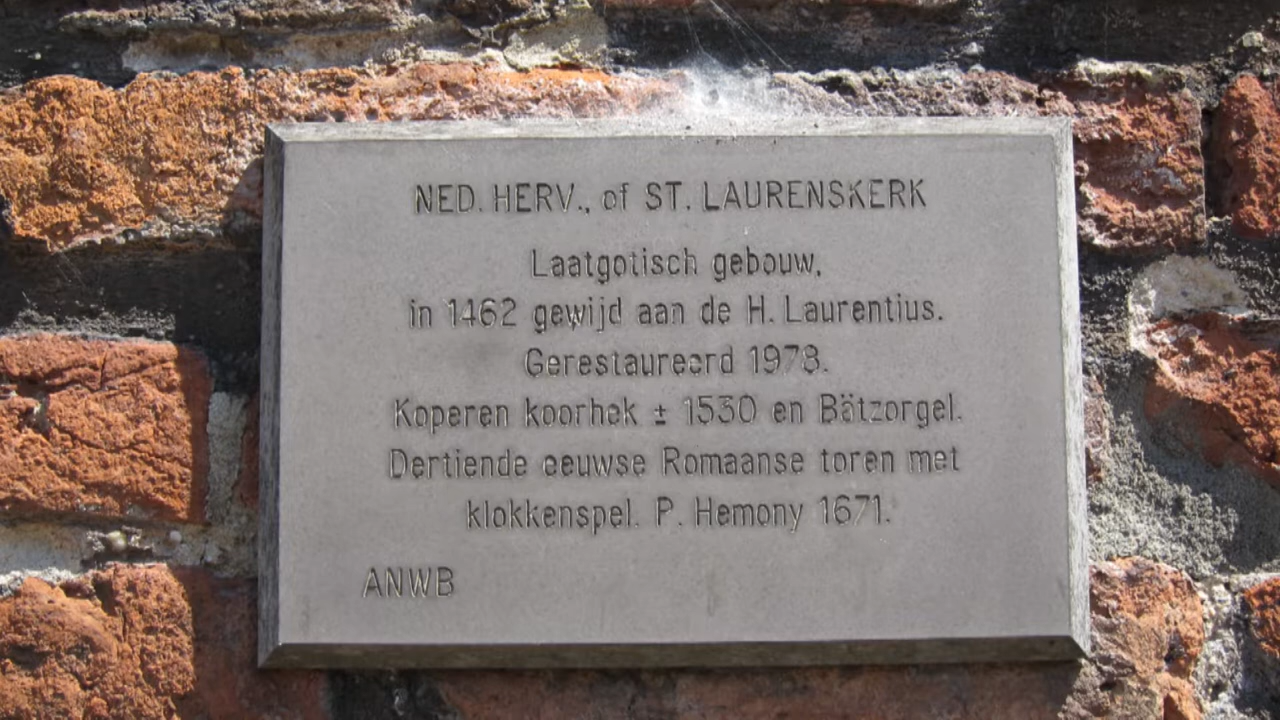 NED. HERV., of ST. LAURENSKERK
Laatgotisch gebouw,
in 1462 gewijd aan de H. Laurentius.
Gerestaureerd 1978.
Koperen koorhek ± 1530 en Bätzorgel.
Dertiende eeuwse Romaanse toren met
klokkenspel. P. Hemony 1671.
ANWB